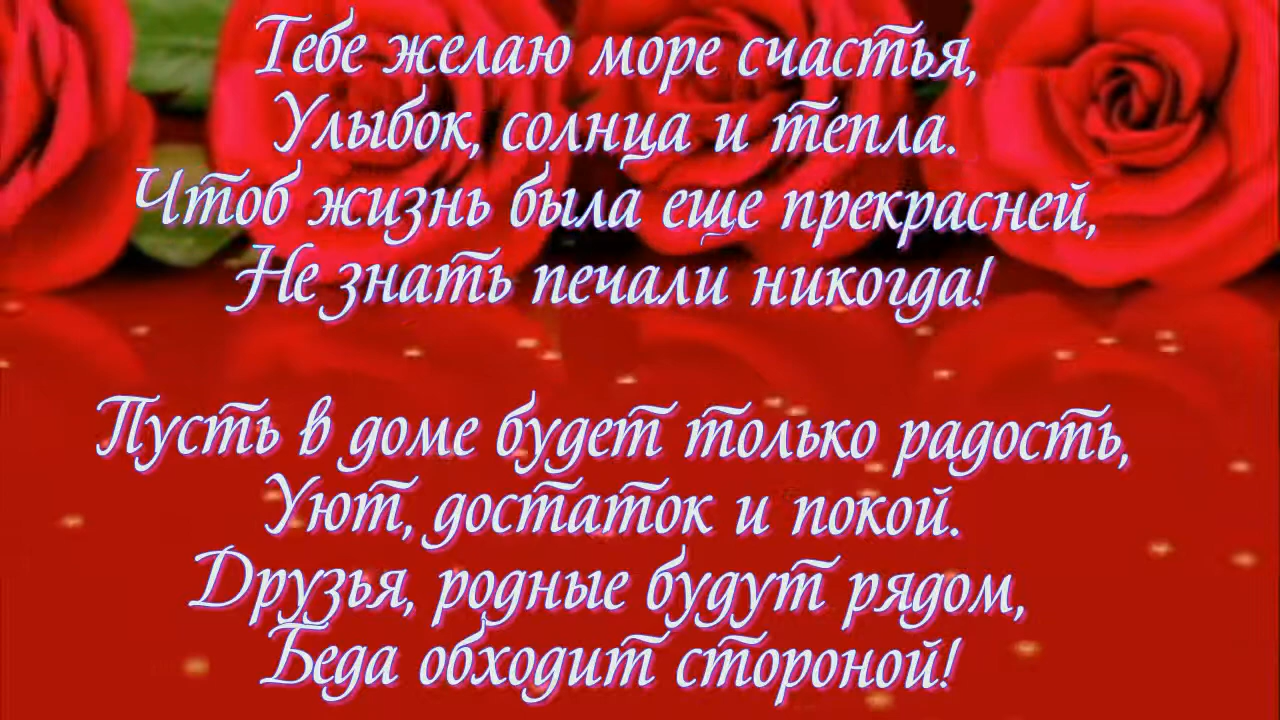 Тебе желаю море счастья,
Улыбок, солнца и тепла.
Чтоб жизнь была еще прекрасней,
Не знать печали никогда!
Пусть в доме будет только радость,
Уют, достаток и покой.
Друзья, родные будут рядом,
Беда обходит стороной!